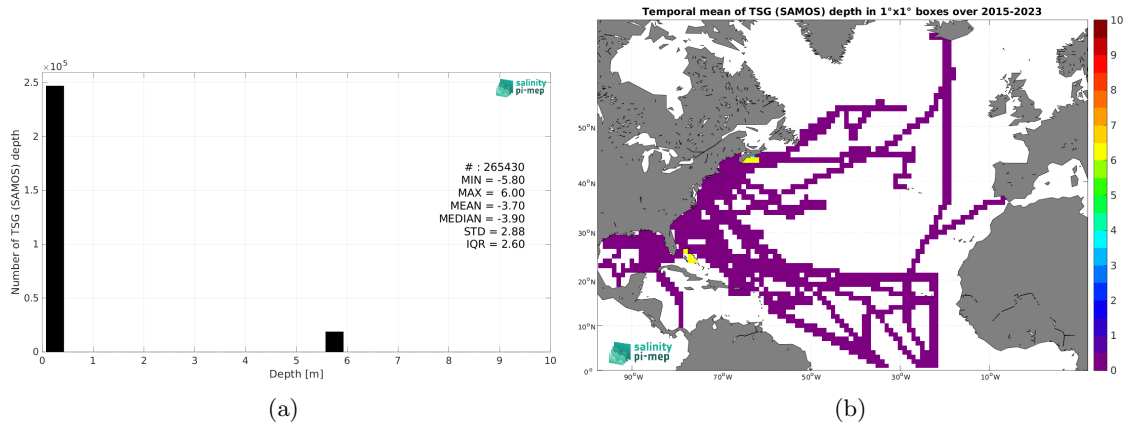 Temporal mean of TSG (SAMOS) depth in 1°x1° boxes over 2015-2023
×10⁵
salinity
pi-mep
Number of TSG (SAMOS) depth
2.5
2
1.5
1
0.5
0
# : 265430
MIN = -5.80
MAX = 6.00
MEAN = -3.70
MEDIAN = -3.90
STD = 2.88
IQR = 2.60
0 1 2 3 4 5 6 7 8 9 10
Depth [m]
50°N
40°N
30°N
20°N
10°N
0°
salinity
pi-mep
90°W 70°W 50°W 30°W 10°W
10
9
8
7
6
5
4
3
2
1
0
(a)
(b)